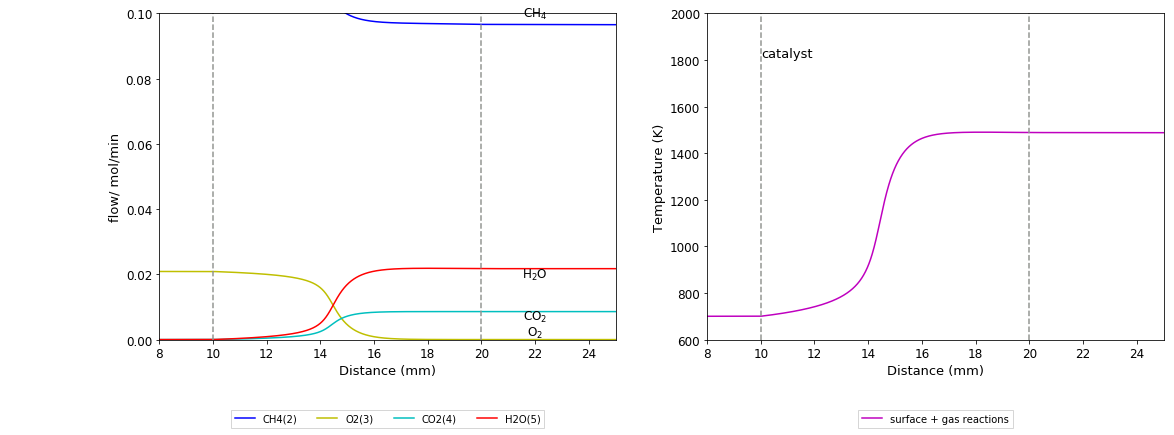 0.10
0.08
0.06
0.04
0.02
0.00
flow/ mol/min
8 10 12 14 16 18 20 22 24
Distance (mm)
CH₄
H₂O
CO₂
O₂
CH4(2) O2(3) CO2(4) H2O(5)
2000
1800
1600
1400
1200
1000
800
600
Temperature (K)
catalyst
8 10 12 14 16 18 20 22 24
Distance (mm)
surface + gas reactions